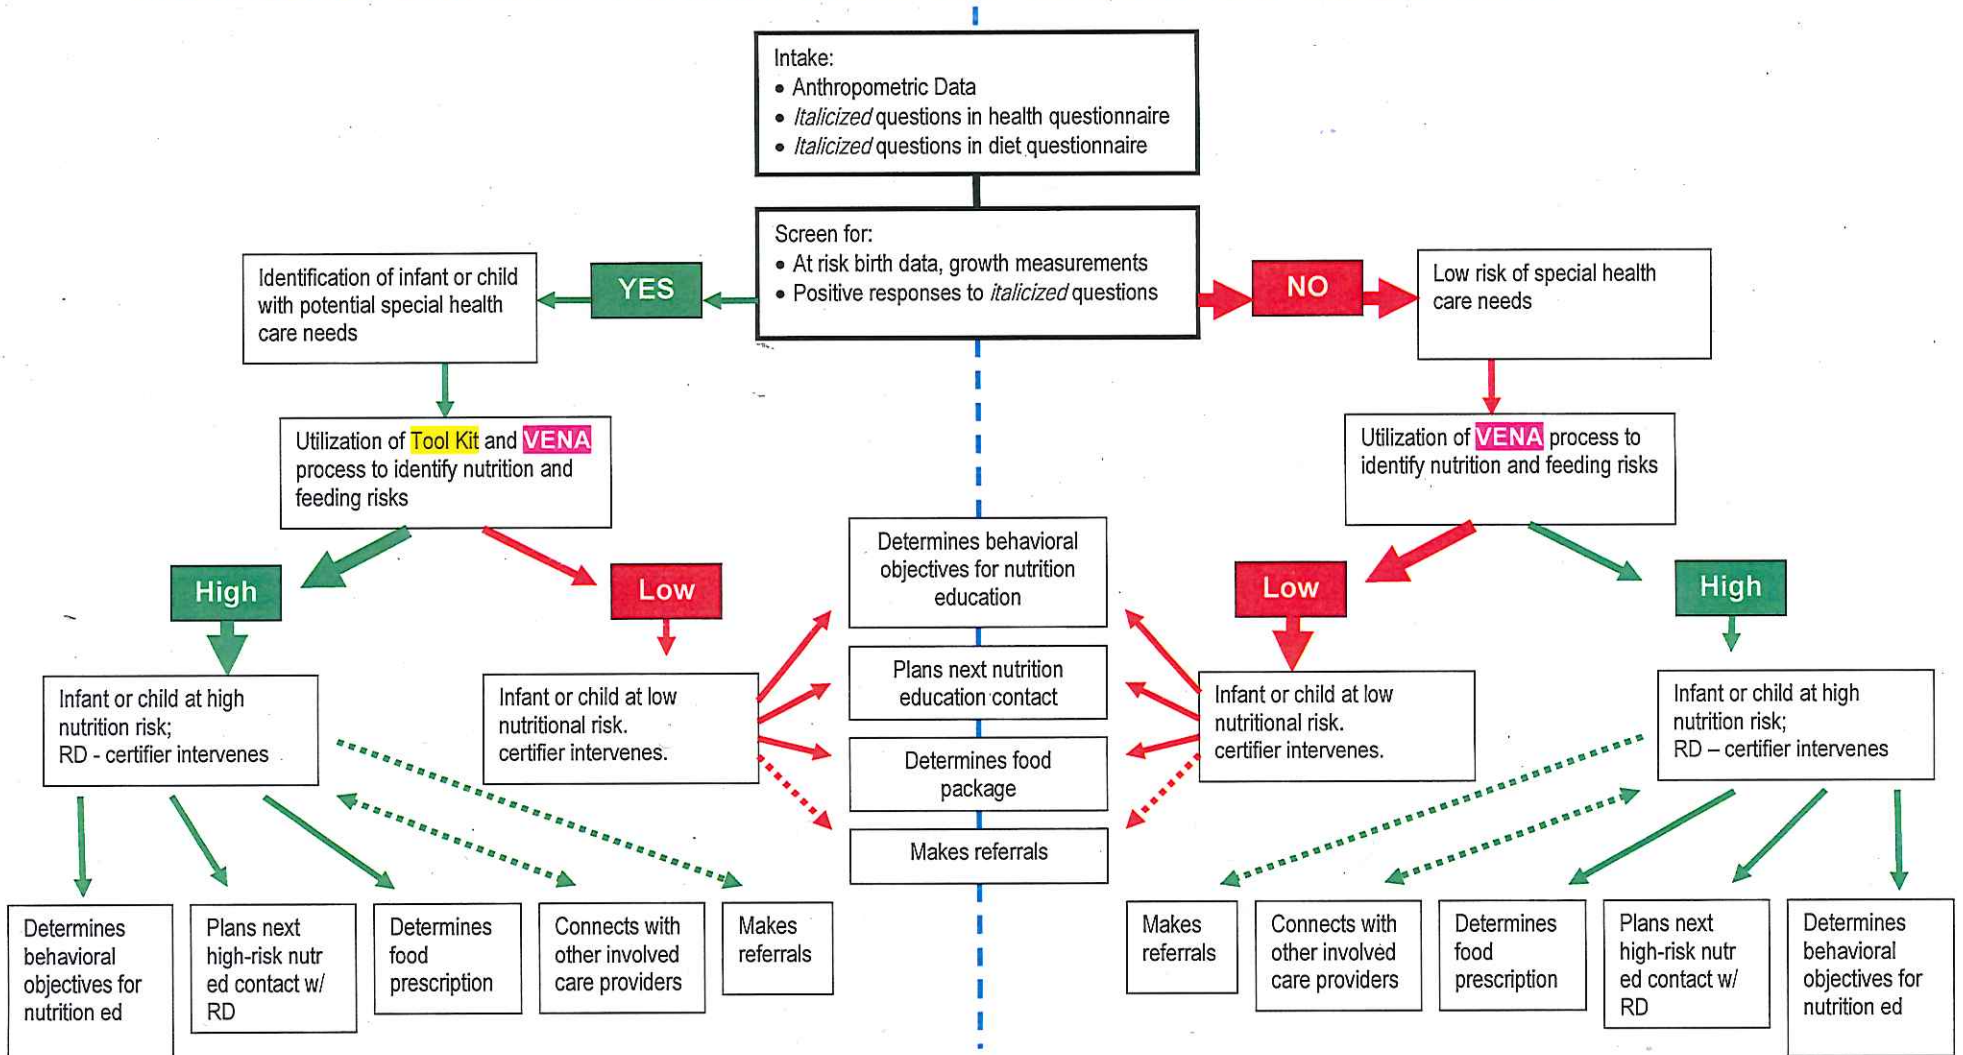 Intake:
• Anthropometric Data
• Italicized questions in health questionnaire
• Italicized questions in diet questionnaire
Screen for:
• At risk birth data, growth measurements
• Positive responses to italicized questions
YES
NO
Identification of infant or child
with potential special health
care needs
Low risk of special health
care needs
Utilization of Tool Kit and VENA
process to identify nutrition and
feeding risks
Utilization of VENA process to
identify nutrition and feeding risks
High
Low
Low
High
Determines behavioral
objectives for nutrition
education
Plans next nutrition
education contact
Determines food
package
Makes referrals
Infant or child at high
nutrition risk;
RD - certifier intervenes
Infant or child at low
nutritional risk.
certifier intervenes.
Infant or child at low
nutritional risk.
certifier intervenes.
Infant or child at high
nutrition risk;
RD – certifier intervenes
Determines
behavioral
objectives for
nutrition ed
Plans next
high-risk nutr
ed contact w/
RD
Determines
food
prescription
Connects with
other involved
care providers
Makes
referrals
Makes
referrals
Connects with
other involved
care providers
Determines
food
prescription
Plans next
high-risk nutr
ed contact w/
RD
Determines
behavioral
objectives for
nutrition ed